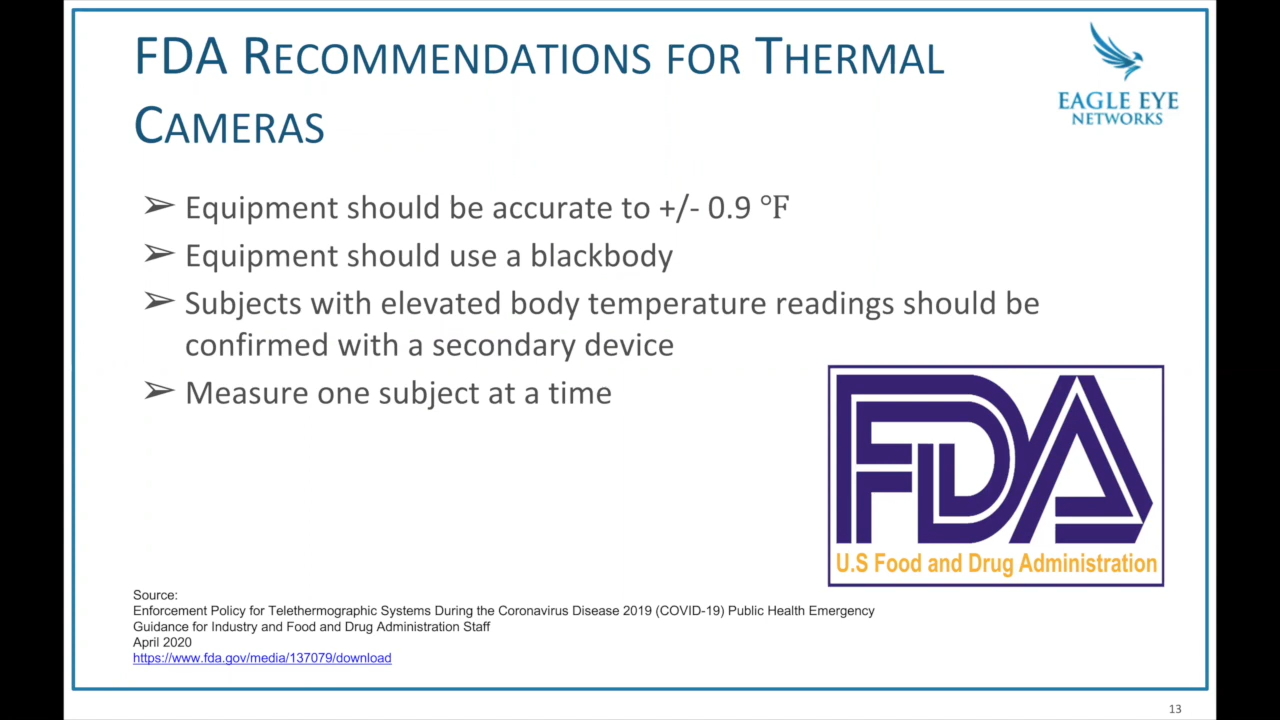 FDA RECOMMENDATIONS FOR THERMAL
CAMERAS
EAGLE EYE
NETWORKS
➢ Equipment should be accurate to +/- 0.9 °F
➢ Equipment should use a blackbody
➢ Subjects with elevated body temperature readings should be
confirmed with a secondary device
➢ Measure one subject at a time
FDA
U.S Food and Drug Administration
Source:
Enforcement Policy for Telethermographic Systems During the Coronavirus Disease 2019 (COVID-19) Public Health Emergency
Guidance for Industry and Food and Drug Administration Staff
April 2020
https://www.fda.gov/media/137079/download
13